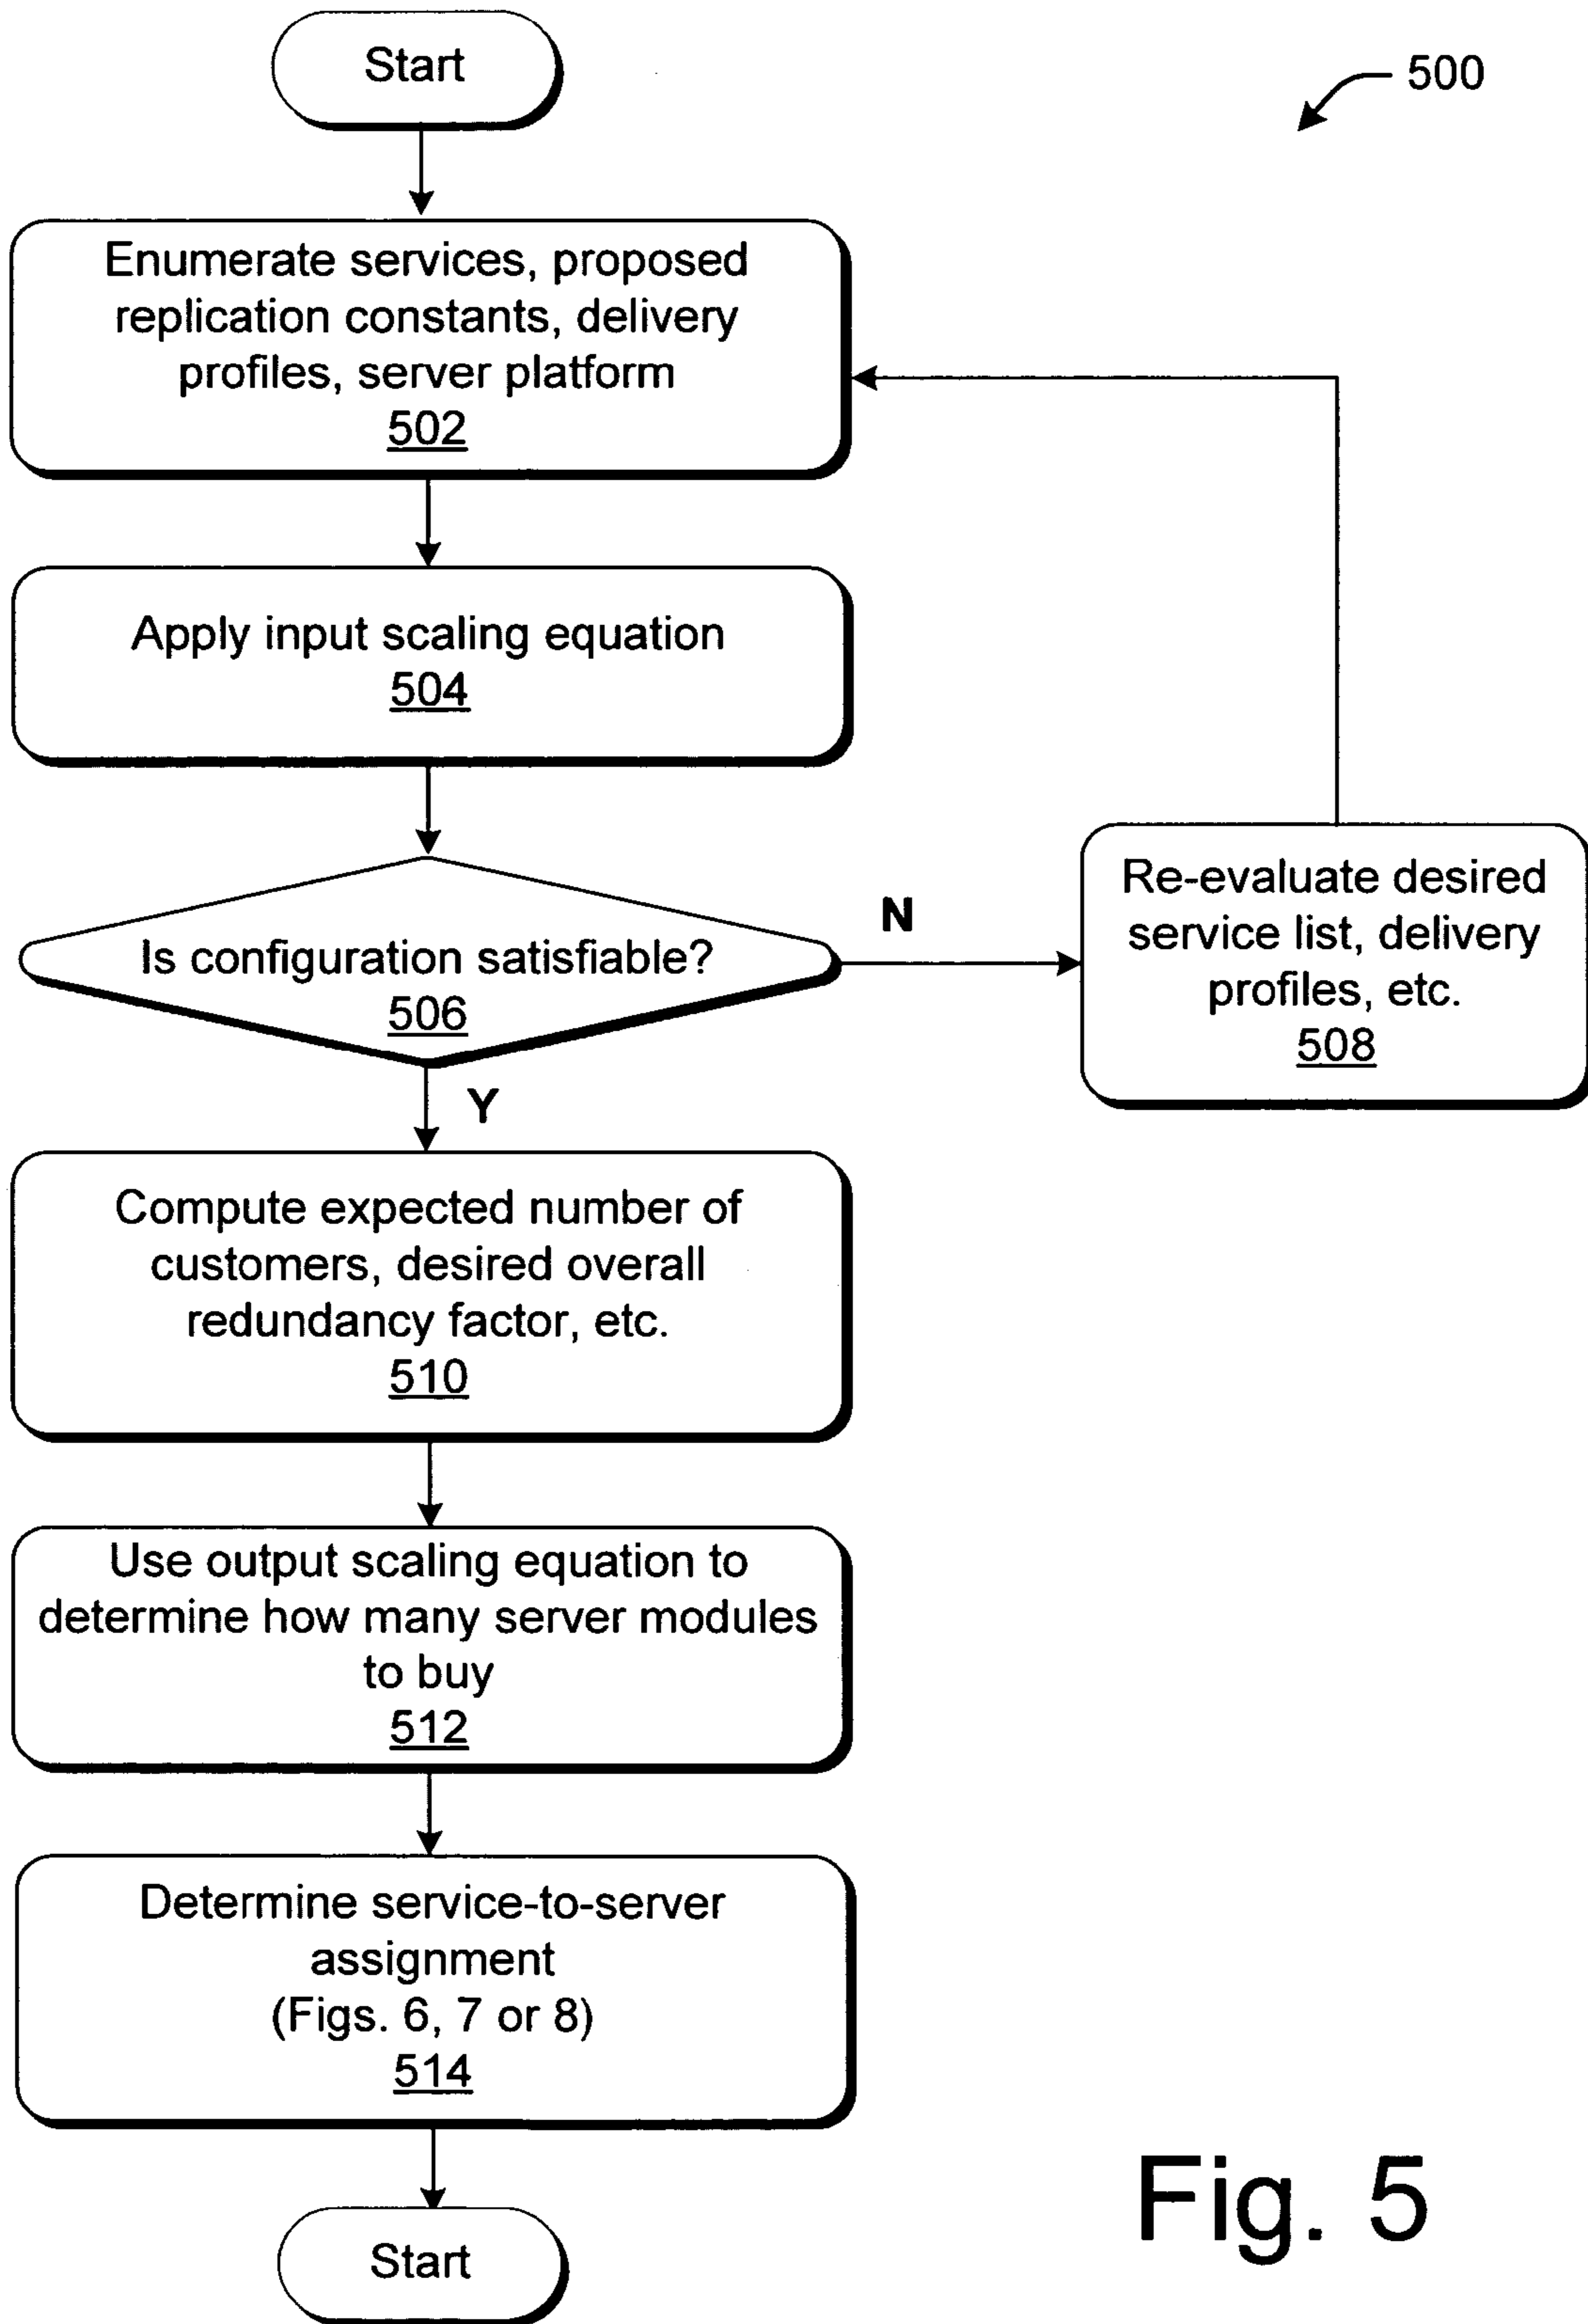 Start
500
Enumerate services, proposed
replication constants, delivery
profiles, server platform
502
Apply input scaling equation
504
Is configuration satisfiable?
506
N
Re-evaluate desired
service list, delivery
profiles, etc.
508
Y
Compute expected number of
customers, desired overall
redundancy factor, etc.
510
Use output scaling equation to
determine how many server modules
to buy
512
Determine service-to-server
assignment
(Figs. 6, 7 or 8)
514
Start
Fig. 5